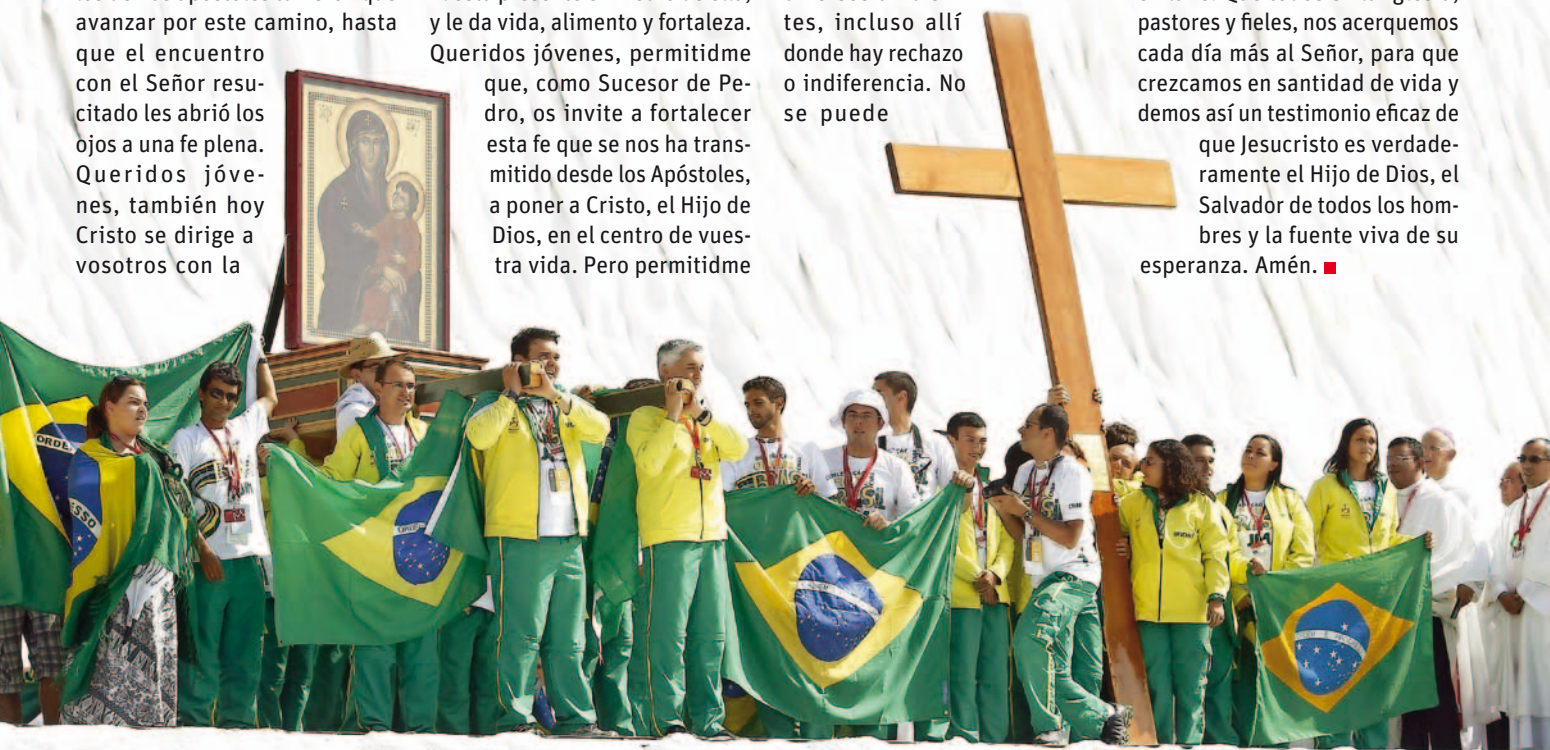 avanzar por este camino, hasta
que el encuentro
con el Señor resu-
citado les abrió los
ojos a una fe plena.
Queridos jóve-
nes, también hoy
Cristo se dirige a
vosotros con la
y le da vida, alimento y fortaleza.
Queridos jóvenes, permitidme
que, como Sucesor de Pe-
dro, os invite a fortalecer
esta fe que se nos ha trans-
mitido desde los Apóstoles,
a poner a Cristo, el Hijo de
Dios, en el centro de vues-
tra vida. Pero permitidme
tes, incluso allí
donde hay rechazo
o indiferencia. No
se puede
pastores y fieles, nos acerquemos
cada día más al Señor, para que
crezcamos en santidad de vida y
demos así un testimonio eficaz de
que Jesucristo es verdade-
ramente el Hijo de Dios, el
Salvador de todos los hom-
bres y la fuente viva de su
esperanza. Amén.